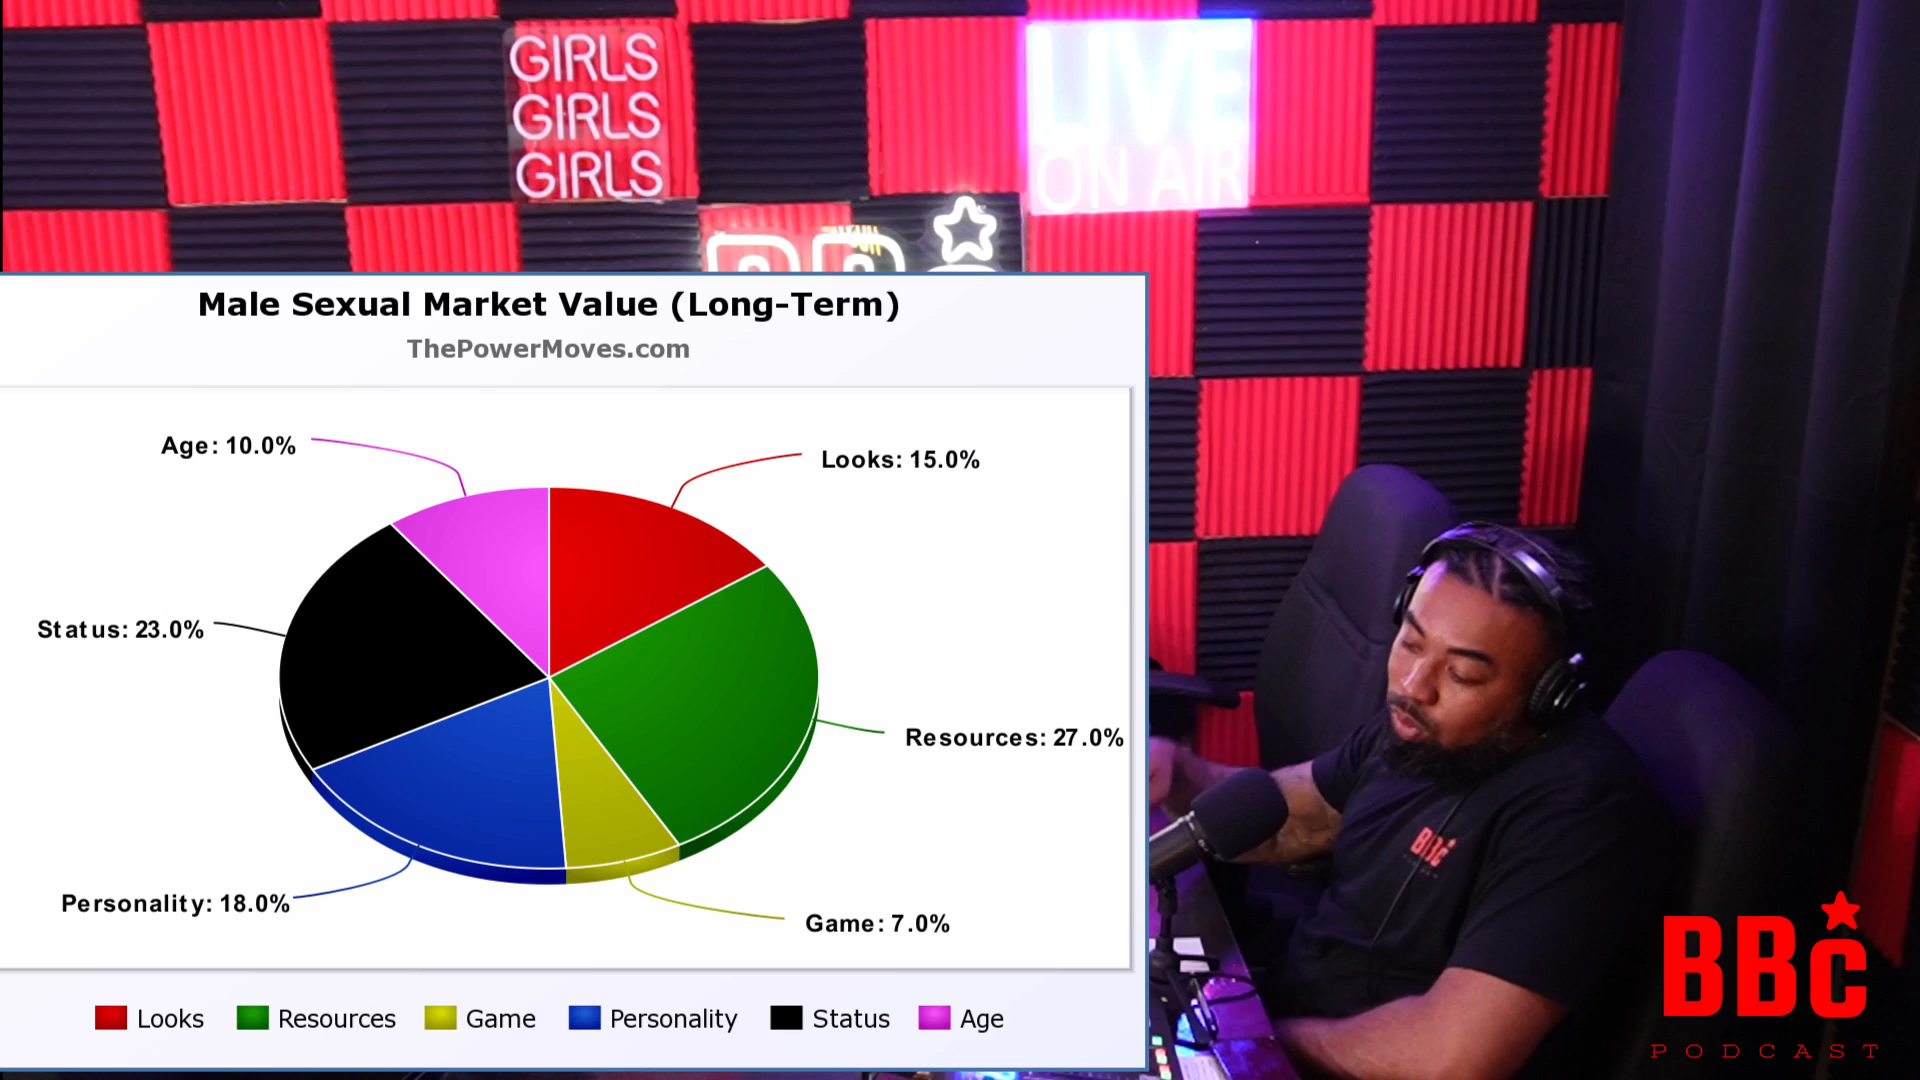 GIRLS
GIRLS
GIRLS
LIVE
ON AIR
Male Sexual Market Value (Long-Term)
ThePowerMoves.com
Age: 10.0%
Looks: 15.0%
Status: 23.0%
Resources: 27.0%
Personality: 18.0%
Game: 7.0%
Looks
Resources
Game
Personality
Status
Age
BBC
BBC
PODCAST